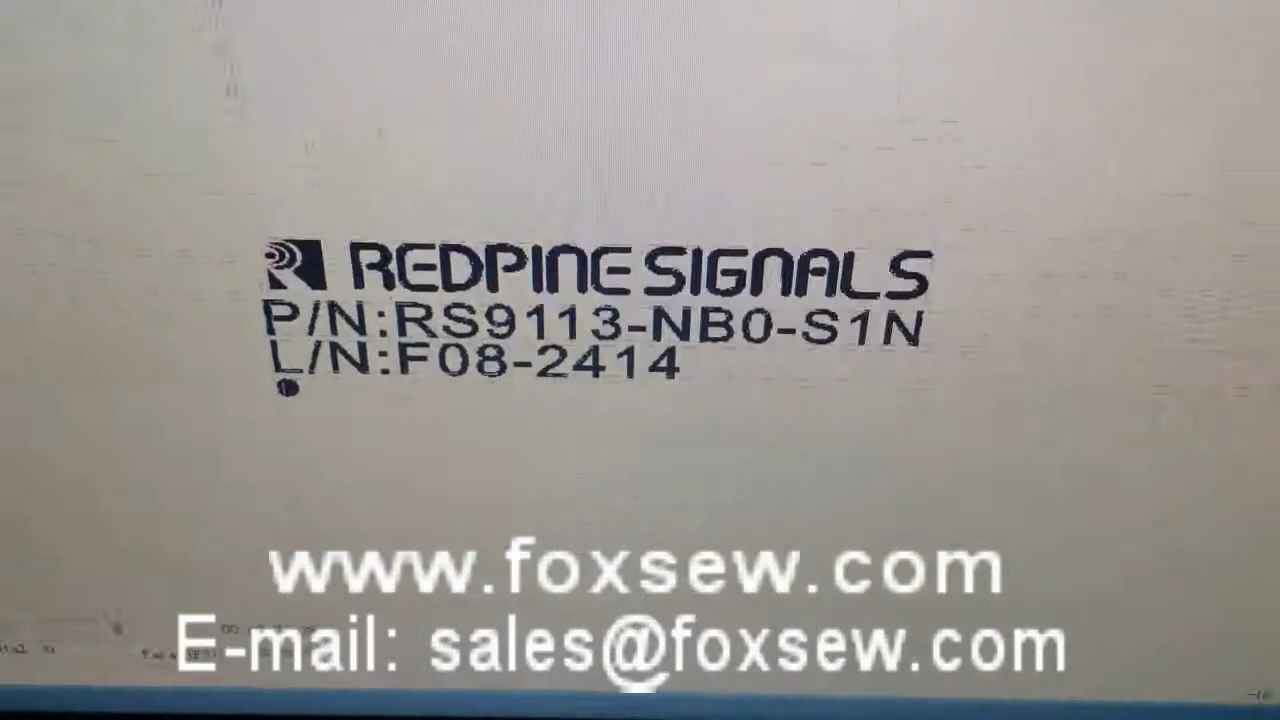 REDPINE SIGNALS
P/N:RS9113-NB0-S1N
L/N:F08-2414
www.foxsew.com
E-mail: sales@foxsew.com